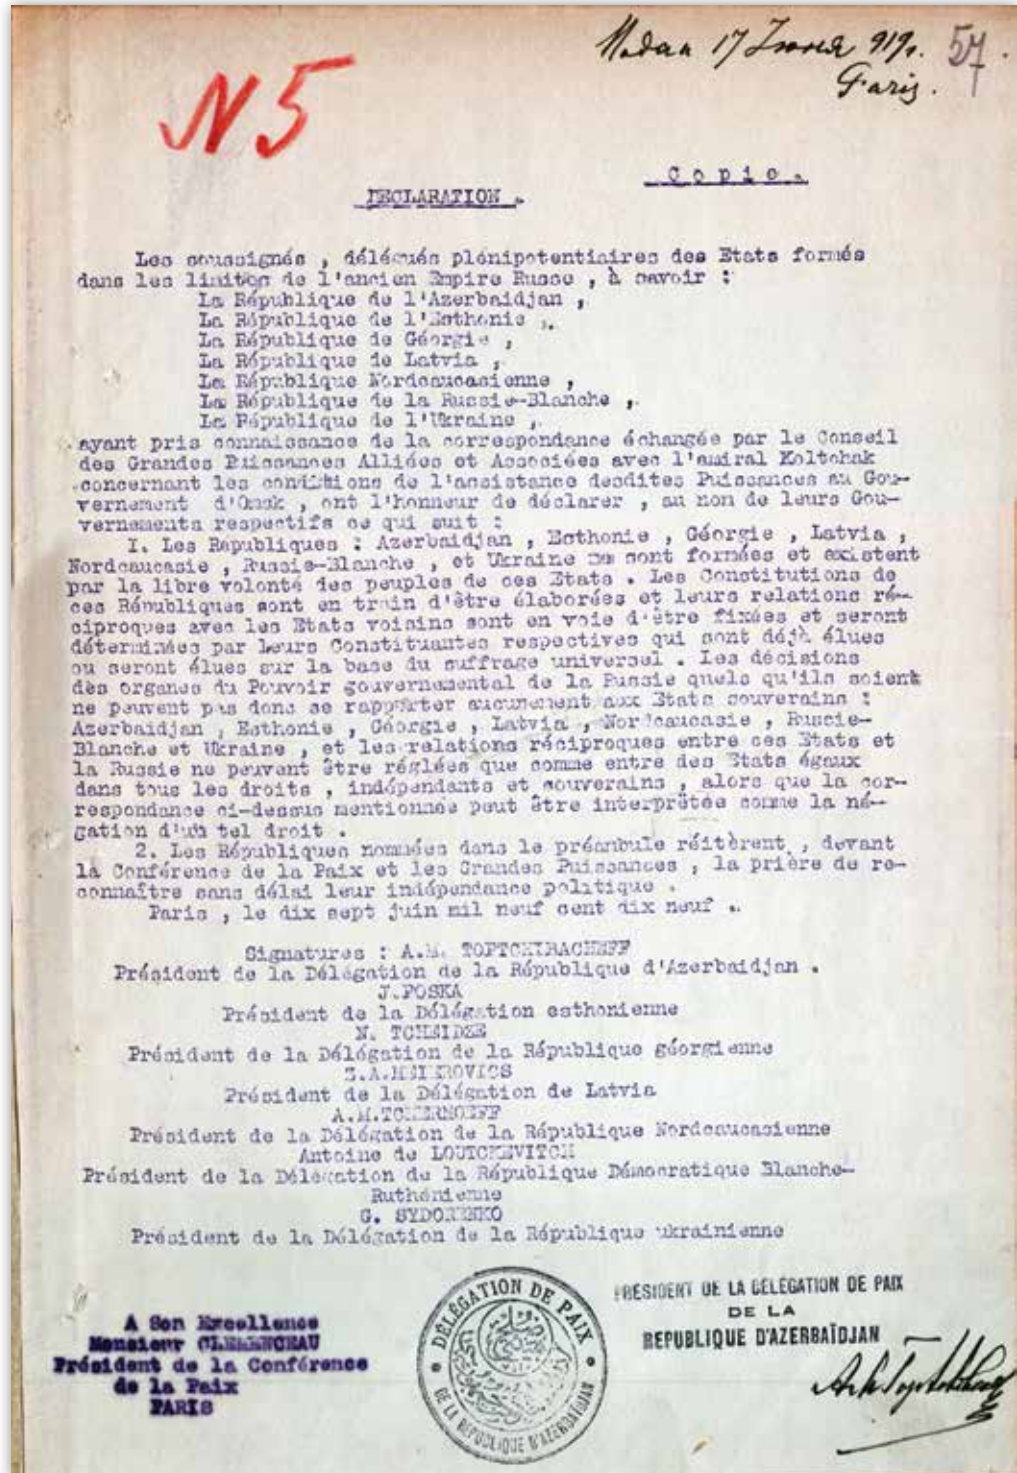 17 919г. 57
Paris.
N 5
Copie.
DECLARATION.
Les soussignés , délégués plénipotentiaires des Etats formés
dans les limites de l'ancien Empire Russe , à savoir :
La République de l'Azerbaidjan ,
La République de l'Esthonie ,
La République de Géorgie ,
La République de Latvia ,
La République Nordcaucasienne ,
La République de la Russie-Blanche ,
La République de l'Ukraine ,
ayant pris connaissance de la correspondance échangée par le Conseil
des Grandes Puissances Alliées et Associées avec l'amiral Koltchak
concernant les conditions de l'assistance desdites Puissances au Gou-
vernement d'Omsk , ont l'honneur de déclarer , au non de leurs Gou-
vernements respectifs ce qui suit :
I. Les Republiques : Azerbaidjan , Esthonie , Géorgie , Latvia ,
Nordcaucasie , Russie-Blanche , et Ukraine sont formées et existent
par la libre volonté des peuples de ces Etats . Les Constitutions de
ces Républiques sont en train d'être élaborées et leurs relations ré-
ciproques avec les Etats voisins sont en voie d'être fixées et seront
déterminées par leurs Constituantes respectives qui sont déjà élues
ou seront élues sur la base du suffrage universel . Les décisions
des organes du Pouvoir gouvernemental de la Russie quels qu'ils soient
ne peuvent pas donc se rapporter aucunement aux Etats souverains :
Azerbaidjan , Esthonie , Géorgie , Latvia , Nordcaucasie , Russie-
Blanche et Ukraine , et les relations réciproques entre ces Etats et
la Russie ne peuvent être réglées que comme entre des Etats égaux
dans tous les droits , indépendants et souverains , alors que la cor-
respondance ci-dessus mentionnée peut être interprêtée comme la né-
gation d'un tel droit .
2. Les Républiques nommées dans le préambule réitèrent , devant
la Conférence de la Paix et les Grandes Puissances , la prière de re-
connaître sans délai leur indépendance politique .
Paris , le dix sept juin mil neuf cent dix neuf .
Signatures : A.M. TOPTCHIBACHEFF
Président de la Délégation de la République d'Azerbaidjan .
J.POSKA
Président de la Délégation esthonienne
N. TCHEIDZE
Président de la Délégation de la République géorgienne
Z.A.MEIEROVICS
Président de la Délégation de Latvia
A.M.TCHERMOEFF
Président de la Délégation de la République Nordcaucasienne
Antoine de LOUTCKEVITCH
Président de la Délégation de la République Démocratique Blanche-
Ruthénienne
G. SYDORENKO
Président de la Délégation de la République ukrainienne
A Son Excellence
Monsieur CLEMENCEAU
Président de la Conférence
de la Paix
PARIS
DÉLÉGATION DE PAIX
DE LA RÉPUBLIQUE D'AZERBAÏDJAN
PRESIDENT DE LA DELEGATION DE PAIX
DE LA
REPUBLIQUE D'AZERBAÏDJAN